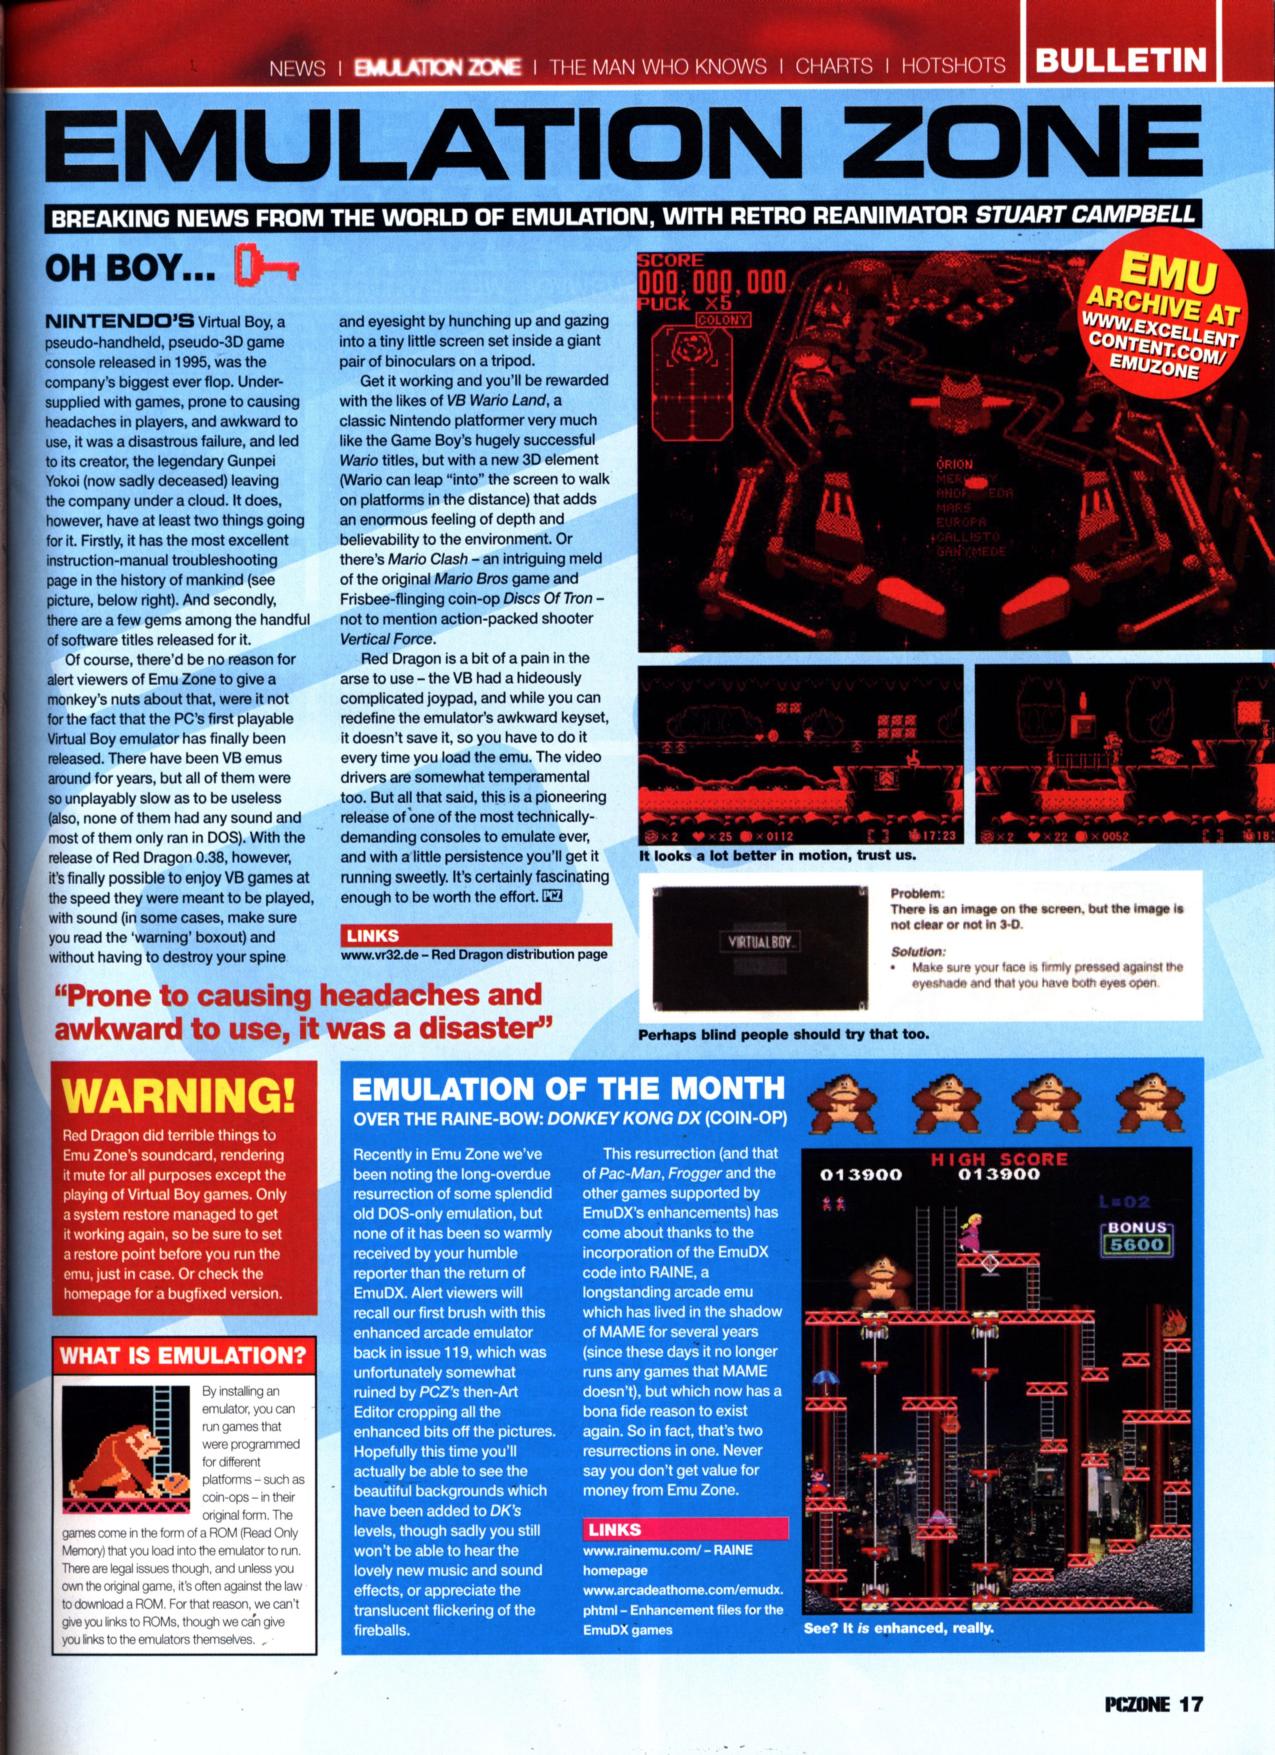 NEWS | EMULATION ZONE | THE MAN WHO KNOWS | CHARTS | HOTSHOTS
BULLETIN
EMULATION ZONE
BREAKING NEWS FROM THE WORLD OF EMULATION, WITH RETRO REANIMATOR STUART CAMPBELL
OH BOY...
NINTENDO'S Virtual Boy, a
pseudo-handheld, pseudo-3D game
console released in 1995, was the
company's biggest ever flop. Under-
supplied with games, prone to causing
headaches in players, and awkward to
use, it was a disastrous failure, and led
to its creator, the legendary Gunpei
Yokoi (now sadly deceased) leaving
the company under a cloud. It does,
however, have at least two things going
for it. Firstly, it has the most excellent
instruction-manual troubleshooting
page in the history of mankind (see
picture, below right). And secondly,
there are a few gems among the handful
of software titles released for it.
Of course, there'd be no reason for
alert viewers of Emu Zone to give a
monkey's nuts about that, were it not
for the fact that the PC's first playable
Virtual Boy emulator has finally been
released. There have been VB emus
around for years, but all of them were
so unplayably slow as to be useless
(also, none of them had any sound and
most of them only ran in DOS). With the
release of Red Dragon 0.38, however,
it's finally possible to enjoy VB games at
the speed they were meant to be played,
with sound (in some cases, make sure
you read the 'warning' boxout) and
without having to destroy your spine
and eyesight by hunching up and gazing
into a tiny little screen set inside a giant
pair of binoculars on a tripod.
Get it working and you'll be rewarded
with the likes of VB Wario Land, a
classic Nintendo platformer very much
like the Game Boy's hugely successful
Wario titles, but with a new 3D element
(Wario can leap "into" the screen to walk
on platforms in the distance) that adds
an enormous feeling of depth and
believability to the environment. Or
there's Mario Clash – an intriguing meld
of the original Mario Bros game and
Frisbee-flinging coin-op Discs Of Tron –
not to mention action-packed shooter
Vertical Force.
Red Dragon is a bit of a pain in the
arse to use – the VB had a hideously
complicated joypad, and while you can
redefine the emulator's awkward keyset,
it doesn't save it, so you have to do it
every time you load the emu. The video
drivers are somewhat temperamental
too. But all that said, this is a pioneering
release of one of the most technically-
demanding consoles to emulate ever,
and with a little persistence you'll get it
running sweetly. It's certainly fascinating
enough to be worth the effort. PCZ
LINKS
www.vr32.de – Red Dragon distribution page
"Prone to causing headaches and
awkward to use, it was a disaster"
SCORE
000,000,000
PUCK X5
COLONY
ORION
MARS
EUROPA
CALLISTO
GANYMEDE
EMU
ARCHIVE AT
WWW.EXCELLENT
CONTENT.COM/
EMUZONE
×2 ×25 ×0112 17:23
×2 ×22 ×0052 18:
It looks a lot better in motion, trust us.
VIRTUAL BOY
Problem:
There is an image on the screen, but the image is
not clear or not in 3-D.
Solution:
• Make sure your face is firmly pressed against the
eyeshade and that you have both eyes open.
Perhaps blind people should try that too.
WARNING!
Red Dragon did terrible things to
Emu Zone's soundcard, rendering
it mute for all purposes except the
playing of Virtual Boy games. Only
a system restore managed to get
it working again, so be sure to set
a restore point before you run the
emu, just in case. Or check the
homepage for a bugfixed version.
WHAT IS EMULATION?
By installing an
emulator, you can
run games that
were programmed
for different
platforms – such as
coin-ops – in their
original form. The
games come in the form of a ROM (Read Only
Memory) that you load into the emulator to run.
There are legal issues though, and unless you
own the original game, it's often against the law
to download a ROM. For that reason, we can't
give you links to ROMs, though we can give
you links to the emulators themselves.
EMULATION OF THE MONTH
OVER THE RAINE-BOW: DONKEY KONG DX (COIN-OP)
Recently in Emu Zone we've
been noting the long-overdue
resurrection of some splendid
old DOS-only emulation, but
none of it has been so warmly
received by your humble
reporter than the return of
EmuDX. Alert viewers will
recall our first brush with this
enhanced arcade emulator
back in issue 119, which was
unfortunately somewhat
ruined by PCZ's then-Art
Editor cropping all the
enhanced bits off the pictures.
Hopefully this time you'll
actually be able to see the
beautiful backgrounds which
have been added to DK's
levels, though sadly you still
won't be able to hear the
lovely new music and sound
effects, or appreciate the
translucent flickering of the
fireballs.
This resurrection (and that
of Pac-Man, Frogger and the
other games supported by
EmuDX's enhancements) has
come about thanks to the
incorporation of the EmuDX
code into RAINE, a
longstanding arcade emu
which has lived in the shadow
of MAME for several years
(since these days it no longer
runs any games that MAME
doesn't), but which now has a
bona fide reason to exist
again. So in fact, that's two
resurrections in one. Never
say you don't get value for
money from Emu Zone.
LINKS
www.rainemu.com/ – RAINE
homepage
www.arcadeathome.com/emudx.
phtml – Enhancement files for the
EmuDX games
HIGH SCORE
013900 013900
L=02
BONUS
5600
See? It is enhanced, really.
PCZONE 17